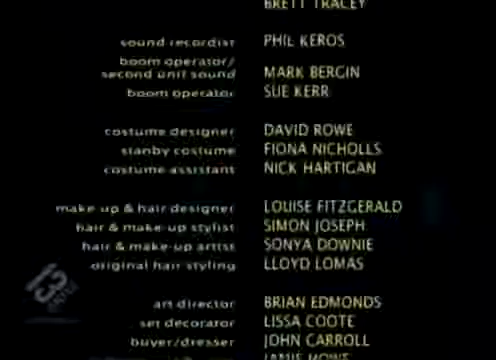 BRETT TRACEY
sound recordist PHIL KEROS
boom operator/
second unit sound MARK BERGIN
boom operator SUE KERR
costume designer DAVID ROWE
stanby costume FIONA NICHOLLS
costume assistant NICK HARTIGAN
make-up & hair designer LOUISE FITZGERALD
hair & make-up stylist SIMON JOSEPH
hair & make-up artist SONYA DOWNIE
original hair styling LLOYD LOMAS
13
art director BRIAN EDMONDS
set decorator LISSA COOTE
buyer/dresser JOHN CARROLL
JAMIE HOWE